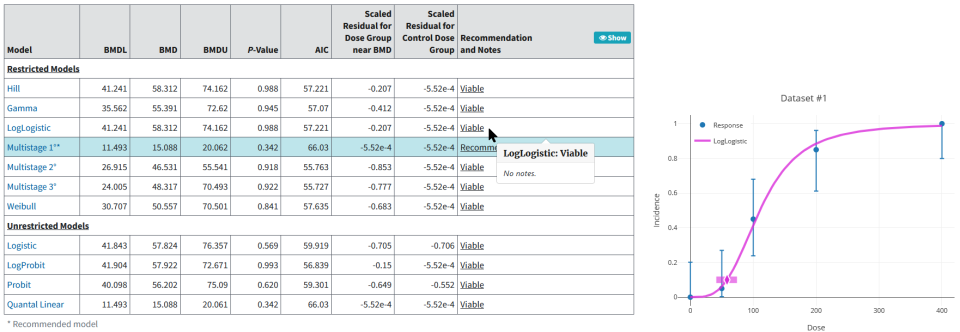 Model BMDL BMD BMDU P-Value AIC Scaled Residual for Dose Group near BMD Scaled Residual for Control Dose Group Recommendation and Notes Show
Restricted Models
Hill 41.241 58.312 74.162 0.988 57.221 -0.207 -5.52e-4 Viable
Gamma 35.562 55.391 72.62 0.945 57.07 -0.412 -5.52e-4 Viable
LogLogistic 41.241 58.312 74.162 0.988 57.221 -0.207 -5.52e-4 Viable
Multistage 1°* 11.493 15.088 20.062 0.342 66.03 -5.52e-4 -5.52e-4 Recomme
Multistage 2° 26.915 46.531 55.541 0.918 55.763 -0.853 -5.52e-4 Viable
Multistage 3° 24.005 48.317 70.493 0.922 55.727 -0.777 -5.52e-4 Viable
Weibull 30.707 50.557 70.501 0.841 57.635 -0.683 -5.52e-4 Viable
Unrestricted Models
Logistic 41.843 57.824 76.357 0.569 59.919 -0.705 -0.706 Viable
LogProbit 41.904 57.922 72.671 0.993 56.839 -0.15 -5.52e-4 Viable
Probit 40.098 56.202 75.09 0.620 59.301 -0.649 -0.552 Viable
Quantal Linear 11.493 15.088 20.061 0.342 66.03 -5.52e-4 -5.52e-4 Viable
* Recommended model
LogLogistic: Viable
No notes.
Dataset #1
Response
LogLogistic
Incidence
1
0.8
0.6
0.4
0.2
0
0 100 200 300 400
Dose